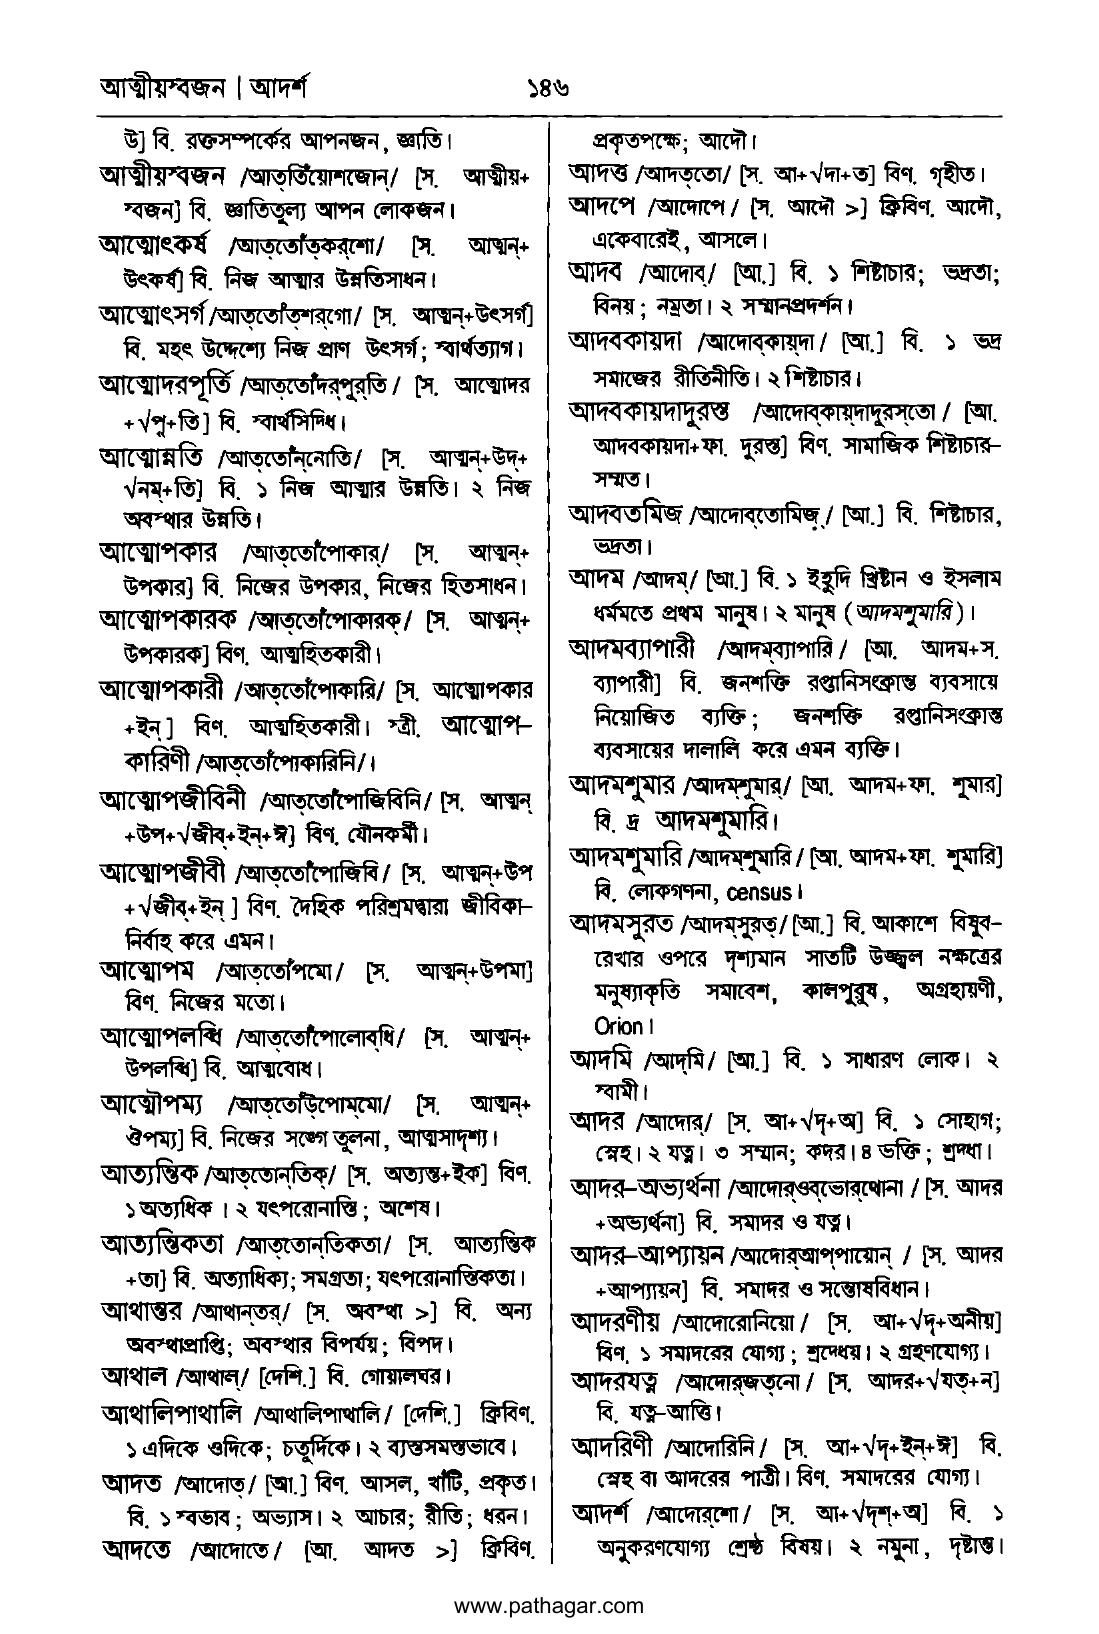 আত্মীয়স্বজন | আদর্শ
১৪৬
উ] বি. রক্তসম্পর্কের আপনজন, জ্ঞাতি।
আত্মীয়স্বজন /আত্‌তিঁয়োশজোন্‌/ [স. আত্মীয়+
স্বজন] বি. জ্ঞাতিতুল্য আপন লোকজন।
আত্মোৎকর্ষ /আত্‌তোঁত্‌কর্‌শো/ [স. আত্মন্‌+
উৎকর্ষ] বি. নিজ আত্মার উন্নতিসাধন।
আত্মোৎসর্গ /আত্‌তোঁত্‌শর্‌গো/ [স. আত্মন্‌+উৎসর্গ]
বি. মহৎ উদ্দেশ্যে নিজ প্রাণ উৎসর্গ; স্বার্থত্যাগ।
আত্মোদরপূর্তি /আত্‌তোঁদরপুর্‌তি/ [স. আত্মোদর
+√পৃ+তি] বি. স্বার্থসিদ্ধি।
আত্মোন্নতি /আত্‌তোঁন্‌নোতি/ [স. আত্মন্‌+উদ্‌+
√নম্‌+তি] বি. ১ নিজ আত্মার উন্নতি। ২ নিজ
অবস্থার উন্নতি।
আত্মোপকার /আত্‌তোঁপোকার্‌/ [স. আত্মন্‌+
উপকার] বি. নিজের উপকার, নিজের হিতসাধন।
আত্মোপকারক /আত্‌তোঁপোকারক্‌/ [স. আত্মন্‌+
উপকারক] বিণ. আত্মহিতকারী।
আত্মোপকারী /আত্‌তোঁপোকারি/ [স. আত্মোপকার
+ইন্‌] বিণ. আত্মহিতকারী। স্ত্রী. আত্মোপ–
কারিণী /আত্‌তোঁপোকারিনি/।
আত্মোপজীবিনী /আত্‌তোঁপোজিবিনি/ [স. আত্মন্‌
+উপ+√জীব্‌+ইন্‌+ঈ] বিণ. যৌনকর্মী।
আত্মোপজীবী /আত্‌তোঁপোজিবি/ [স. আত্মন্‌+উপ
+√জীব্‌+ইন্‌] বিণ. দৈহিক পরিশ্রমদ্বারা জীবিকা–
নির্বাহ করে এমন।
আত্মোপম /আত্‌তোঁপমো/ [স. আত্মন্‌+উপমা]
বিণ. নিজের মতো।
আত্মোপলব্ধি /আত্‌তোঁপোলোব্‌ধি/ [স. আত্মন্‌+
উপলব্ধি] বি. আত্মবোধ।
আত্মৌপম্য /আত্‌তোঁউপোম্‌মো/ [স. আত্মন্‌+
ঔপম্য] বি. নিজের সঙ্গে তুলনা, আত্মসাদৃশ্য।
আত্যন্তিক /আত্‌তোন্‌তিক্‌/ [স. অত্যন্ত+ইক] বিণ.
১ অত্যধিক। ২ যৎপরোনাস্তি; অশেষ।
আত্যন্তিকতা /আত্‌তোন্‌তিকতা/ [স. আত্যন্তিক
+তা] বি. অত্যাধিক্য; সমগ্রতা; যৎপরোনাস্তিকতা।
আথান্তর /আথান্‌তর্‌/ [স. অবস্থা >] বি. অন্য
অবস্থাপ্রাপ্তি; অবস্থার বিপর্যয়; বিপদ।
আথাল /আথাল্‌/ [দেশি.] বি. গোয়ালঘর।
আথালিপাথালি /আথালিপাথালি/ [দেশি.] ক্রিবিণ.
১ এদিকে ওদিকে; চতুর্দিকে। ২ ব্যস্তসমস্তভাবে।
আদত /আদোত্‌/ [আ.] বিণ. আসল, খাঁটি, প্রকৃত।
বি. ১ স্বভাব; অভ্যাস। ২ আচার; রীতি; ধরন।
আদতে /আদোতে/ [আ. আদত >] ক্রিবিণ.
প্রকৃতপক্ষে; আদৌ।
আদত্ত /আদত্‌তো/ [স. আ+√দা+ত] বিণ. গৃহীত।
আদপে /আদোপে/ [স. আদৌ >] ক্রিবিণ. আদৌ,
একেবারেই, আসলে।
আদব /আদোব্‌/ [আ.] বি. ১ শিষ্টাচার; ভদ্রতা;
বিনয়; নম্রতা। ২ সম্মানপ্রদর্শন।
আদবকায়দা /আদোব্‌কায়্‌দা/ [আ.] বি. ১ ভদ্র
সমাজের রীতিনীতি। ২ শিষ্টাচার।
আদবকায়দাদুরস্ত /আদোব্‌কায়্‌দাদুরস্‌তো/ [আ.
আদবকায়দা+ফা. দুরস্ত] বিণ. সামাজিক শিষ্টাচার–
সম্মত।
আদবতমিজ /আদোব্‌তোমিজ়্‌/ [আ.] বি. শিষ্টাচার,
ভদ্রতা।
আদম /আদম্‌/ [আ.] বি. ১ ইহুদি খ্রিষ্টান ও ইসলাম
ধর্মমতে প্রথম মানুষ। ২ মানুষ (আদমশুমারি)।
আদমব্যাপারী /আদম্‌ব্যাপারি/ [আ. আদম+স.
ব্যাপারী] বি. জনশক্তি রপ্তানিসংক্রান্ত ব্যবসায়ে
নিয়োজিত ব্যক্তি; জনশক্তি রপ্তানিসংক্রান্ত
ব্যবসায়ের দালালি করে এমন ব্যক্তি।
আদমশুমার /আদম্‌শুমার্‌/ [আ. আদম+ফা. শুমার]
বি. দ্র আদমশুমারি।
আদমশুমারি /আদম্‌শুমারি/ [আ. আদম+ফা. শুমারি]
বি. লোকগণনা, census।
আদমসুরত /আদম্‌সুরত্‌/ [আ.] বি. আকাশে বিষুব–
রেখার ওপরে দৃশ্যমান সাতটি উজ্জ্বল নক্ষত্রের
মনুষ্যাকৃতি সমাবেশ, কালপুরুষ, অগ্রহায়ণী,
Orion।
আদমি /আদ্‌মি/ [আ.] বি. ১ সাধারণ লোক। ২
স্বামী।
আদর /আদোর্‌/ [স. আ+√দৃ+অ] বি. ১ সোহাগ;
স্নেহ। ২ যত্ন। ৩ সম্মান; কদর। ৪ ভক্তি; শ্রদ্ধা।
আদর–অভ্যর্থনা /আদোর্‌ওব্‌ভোর্‌থোনা/ [স. আদর
+অভ্যর্থনা] বি. সমাদর ও যত্ন।
আদর–আপ্যায়ন /আদোর্‌আপ্‌পায়োন্‌/ [স. আদর
+আপ্যায়ন] বি. সমাদর ও সন্তোষবিধান।
আদরণীয় /আদোরোনিয়ো/ [স. আ+√দৃ+অনীয়]
বিণ. ১ সমাদরের যোগ্য; শ্রদ্ধেয়। ২ গ্রহণযোগ্য।
আদরযত্ন /আদোর্‌জত্‌নো/ [স. আদর+√যত্‌+ন]
বি. যত্ন-আত্তি।
আদরিণী /আদোরিনি/ [স. আ+√দৃ+ইন্‌+ঈ] বি.
স্নেহ বা আদরের পাত্রী। বিণ. সমাদরের যোগ্য।
আদর্শ /আদোর্‌শো/ [স. আ+√দৃশ্‌+অ] বি. ১
অনুকরণযোগ্য শ্রেষ্ঠ বিষয়। ২ নমুনা, দৃষ্টান্ত।
www.pathagar.com